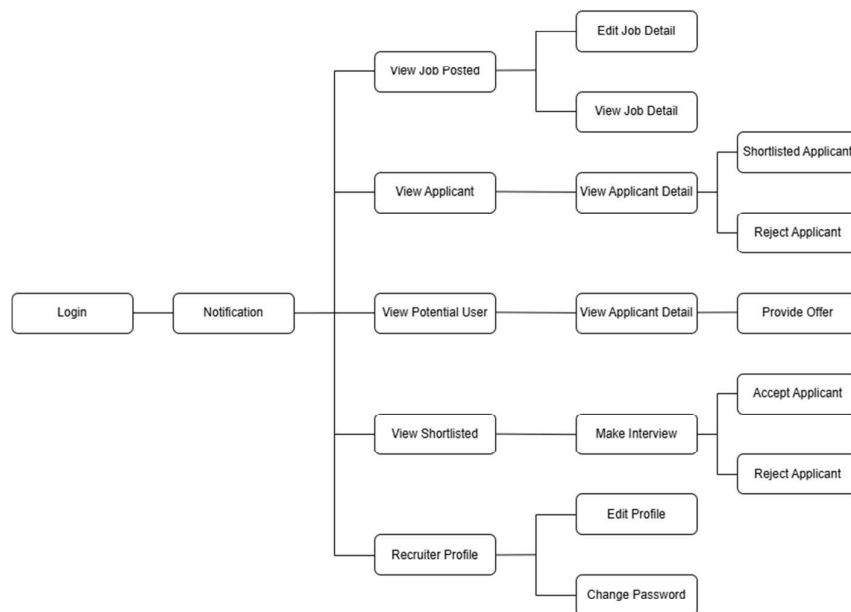 Edit Job Detail
View Job Posted
View Job Detail
Shortlisted Applicant
View Applicant
View Applicant Detail
Reject Applicant
Login
Notification
View Potential User
View Applicant Detail
Provide Offer
Accept Applicant
View Shortlisted
Make Interview
Reject Applicant
Edit Profile
Recruiter Profile
Change Password